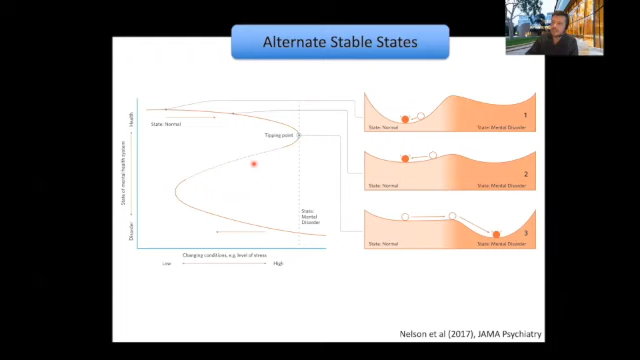 Alternate Stable States
Health
State of mental health system
Disorder
State: Normal
Tipping point
State:
Mental
Disorder
Changing conditions, e.g. level of stress
Low
High
1
State: Normal
State: Mental Disorder
2
State: Normal
State: Mental Disorder
3
State: Normal
State: Mental Disorder
Nelson et al (2017), JAMA Psychiatry